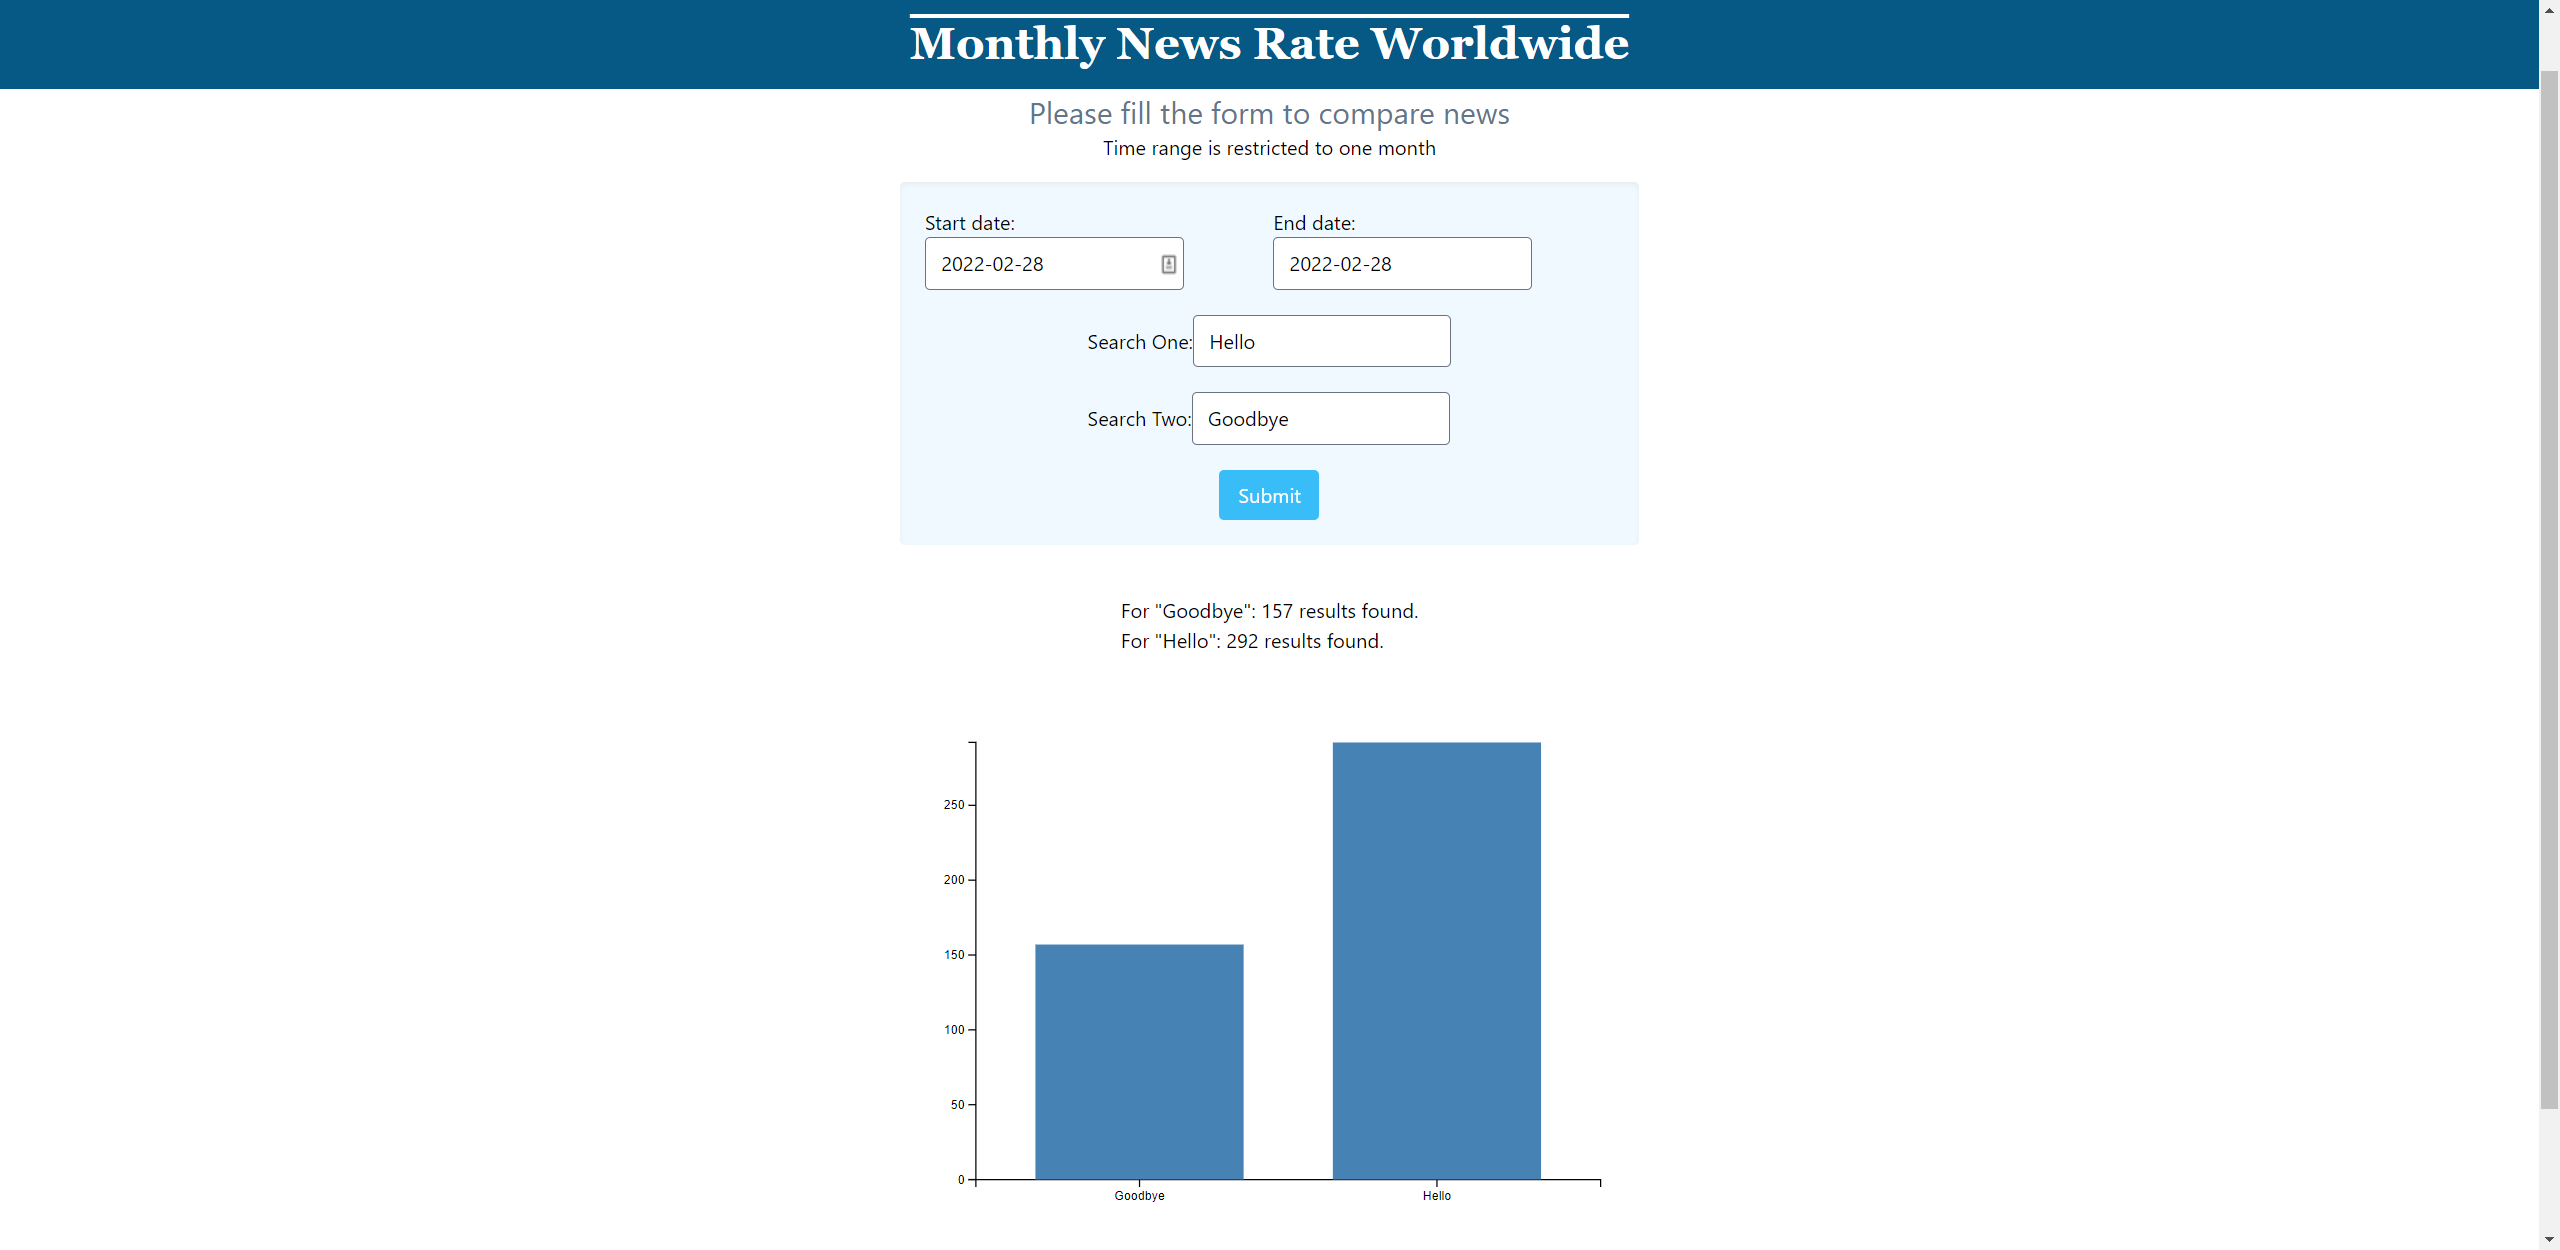 Monthly News Rate Worldwide
Please fill the form to compare news
Time range is restricted to one month
Start date: End date:
2022-02-28 2022-02-28
Search One: Hello
Search Two: Goodbye
Submit
For "Goodbye": 157 results found.
For "Hello": 292 results found.
250
200
150
100
50
0
Goodbye Hello